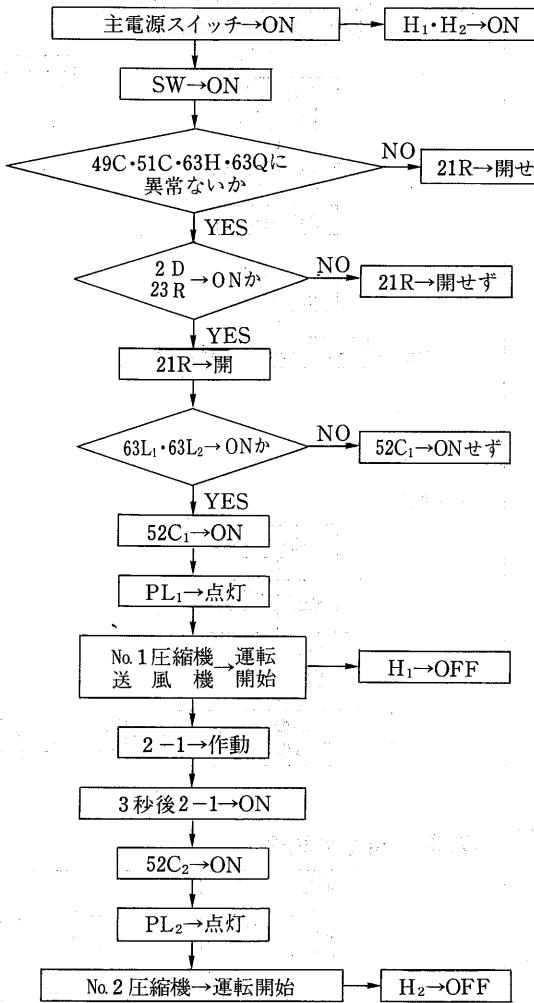 主電源スイッチ→ON
H₁・H₂→ON
SW→ON
49C・51C・63H・63Qに
異常ないか
NO
21R→開せ
YES
2D
23R
→ONか
NO
21R→開せず
YES
21R→開
63L₁・63L₂→ONか
NO
52C₁→ONせず
YES
52C₁→ON
PL₁→点灯
No.1圧縮機→運転
送風機 開始
H₁→OFF
2-1→作動
3秒後2-1→ON
52C₂→ON
PL₂→点灯
No.2圧縮機→運転開始
H₂→OFF